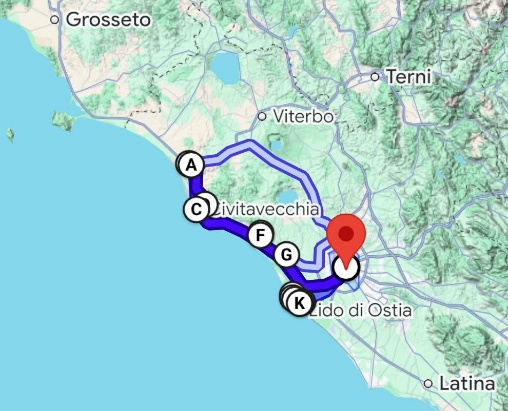 Grosseto
Terni
Viterbo
A
C
Civitavecchia
F
G
K
Lido di Ostia
Latina